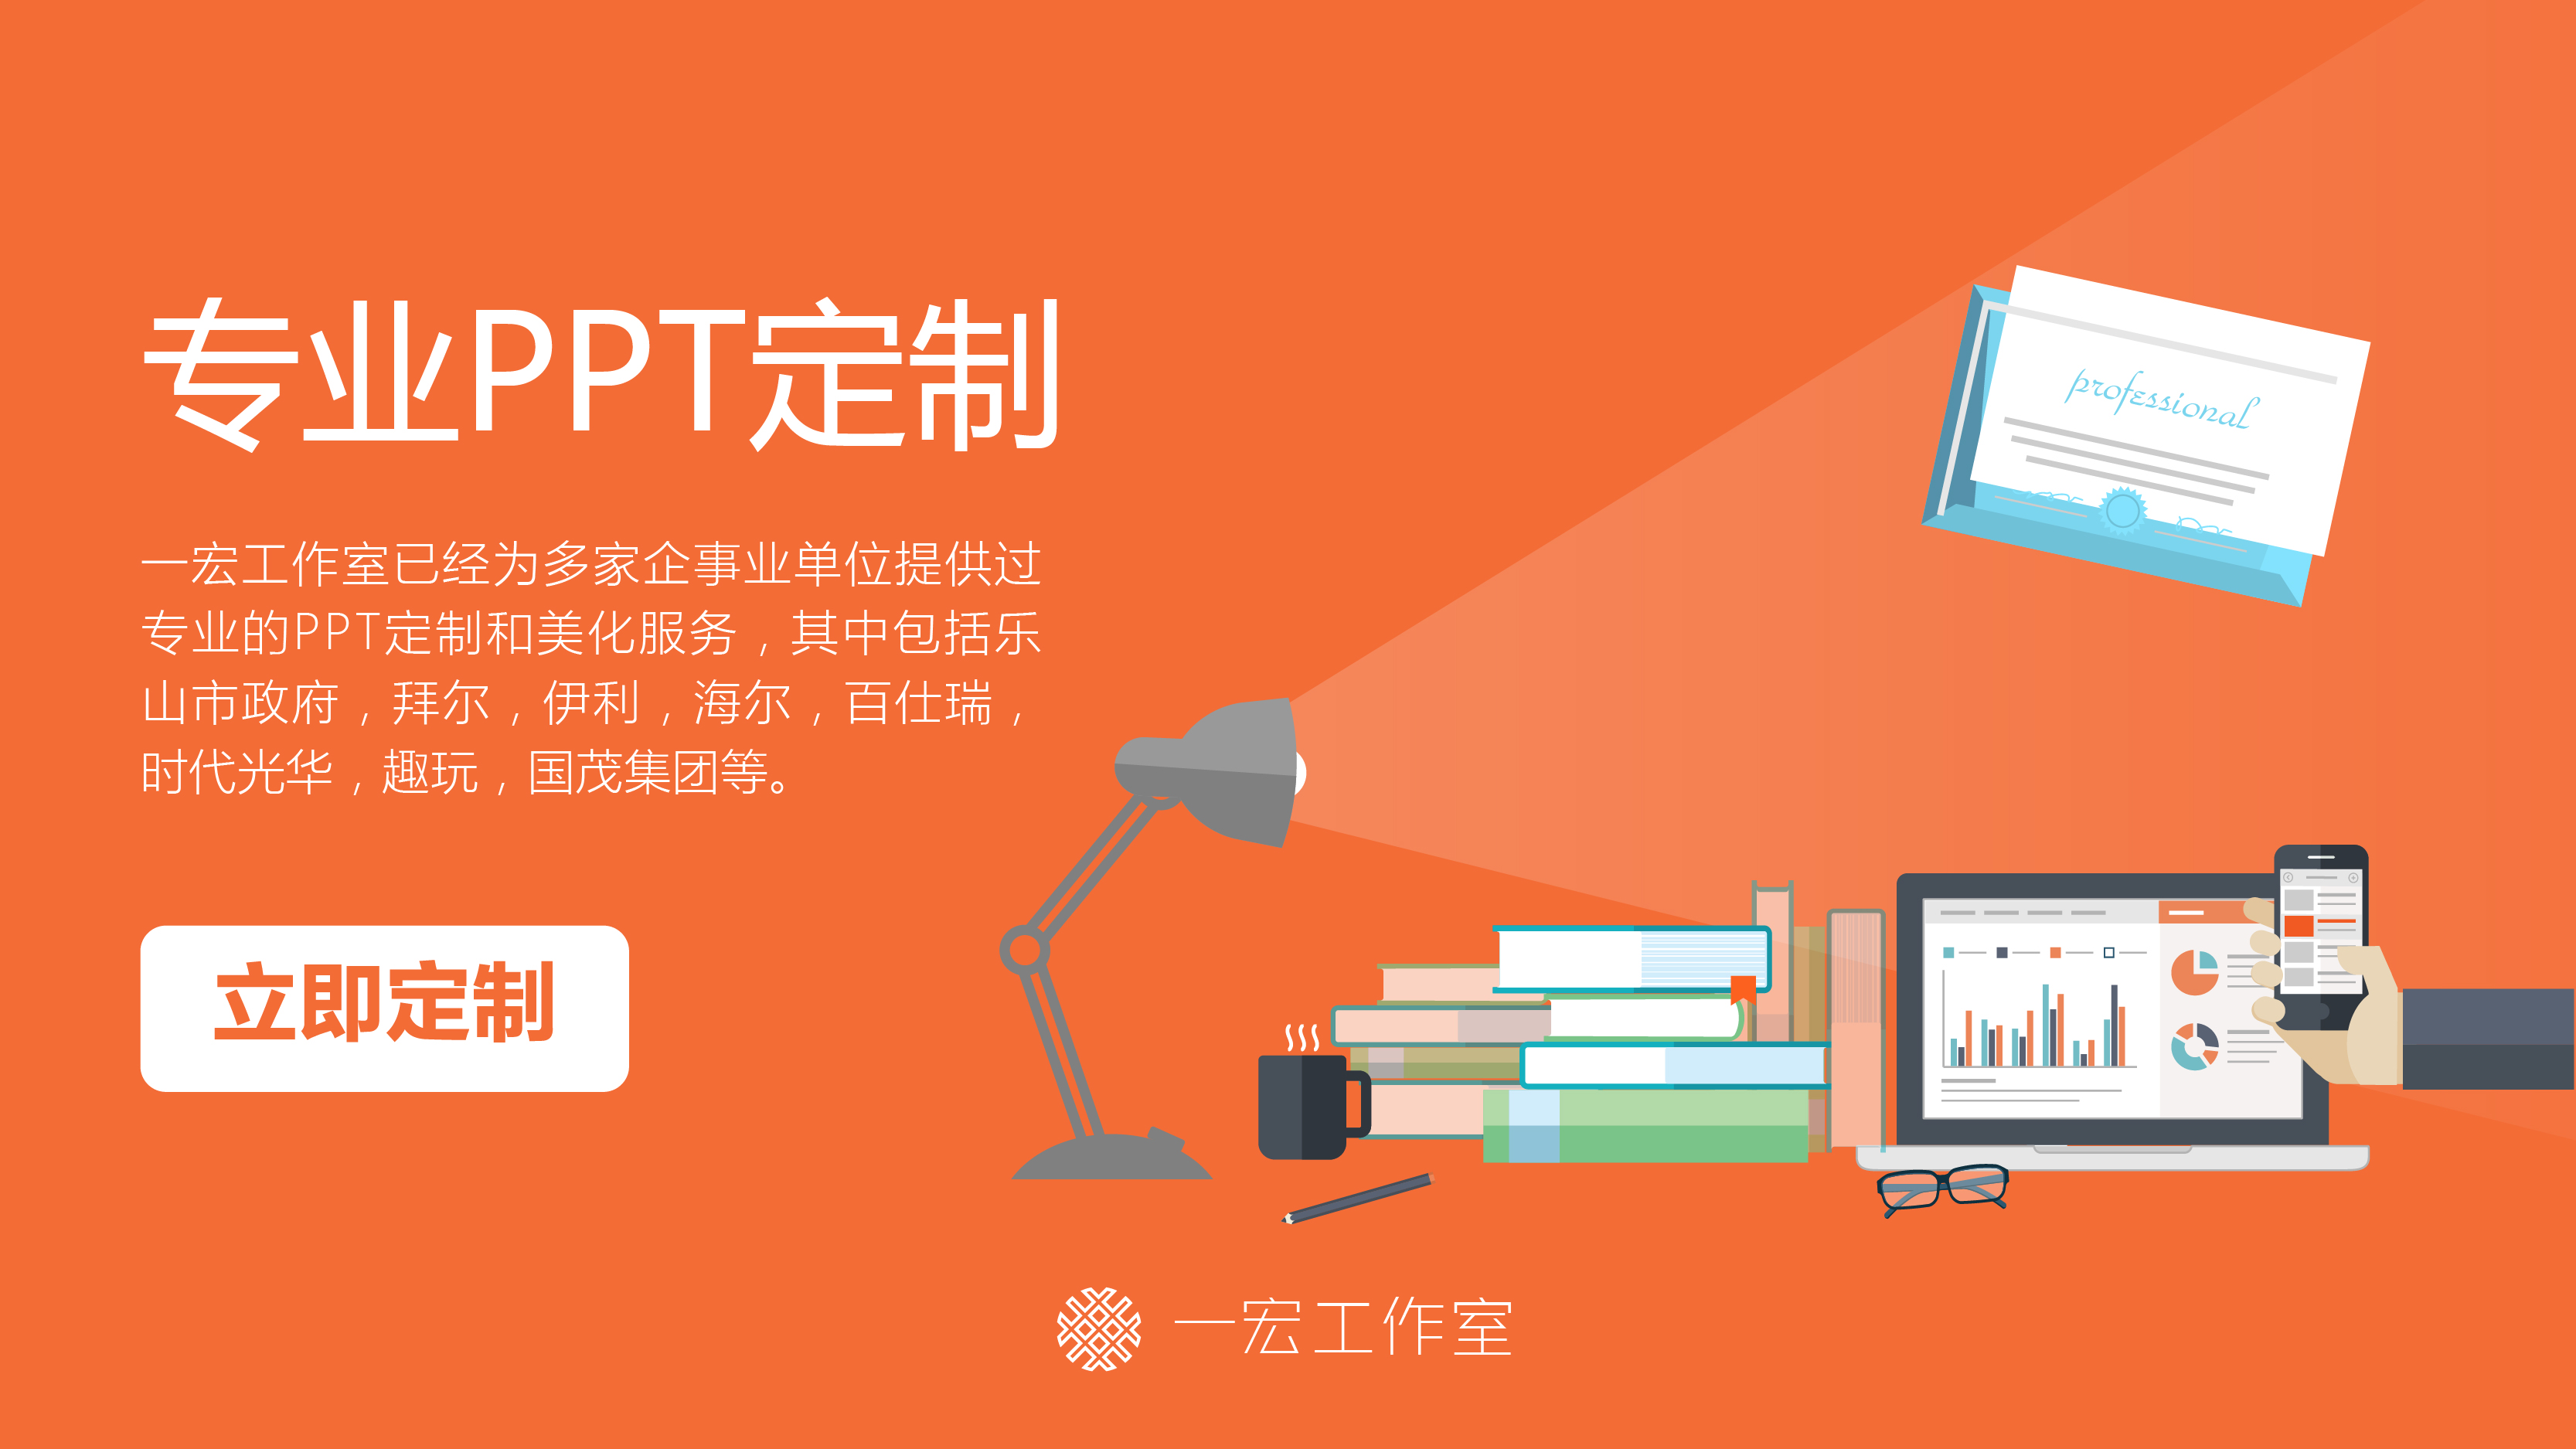 专业PPT定制
一宏工作室已经为多家企事业单位提供过
专业的PPT定制和美化服务，其中包括乐
山市政府，拜尔，伊利，海尔，百仕瑞，
时代光华，趣玩，国茂集团等。
立即定制
professional
一宏工作室